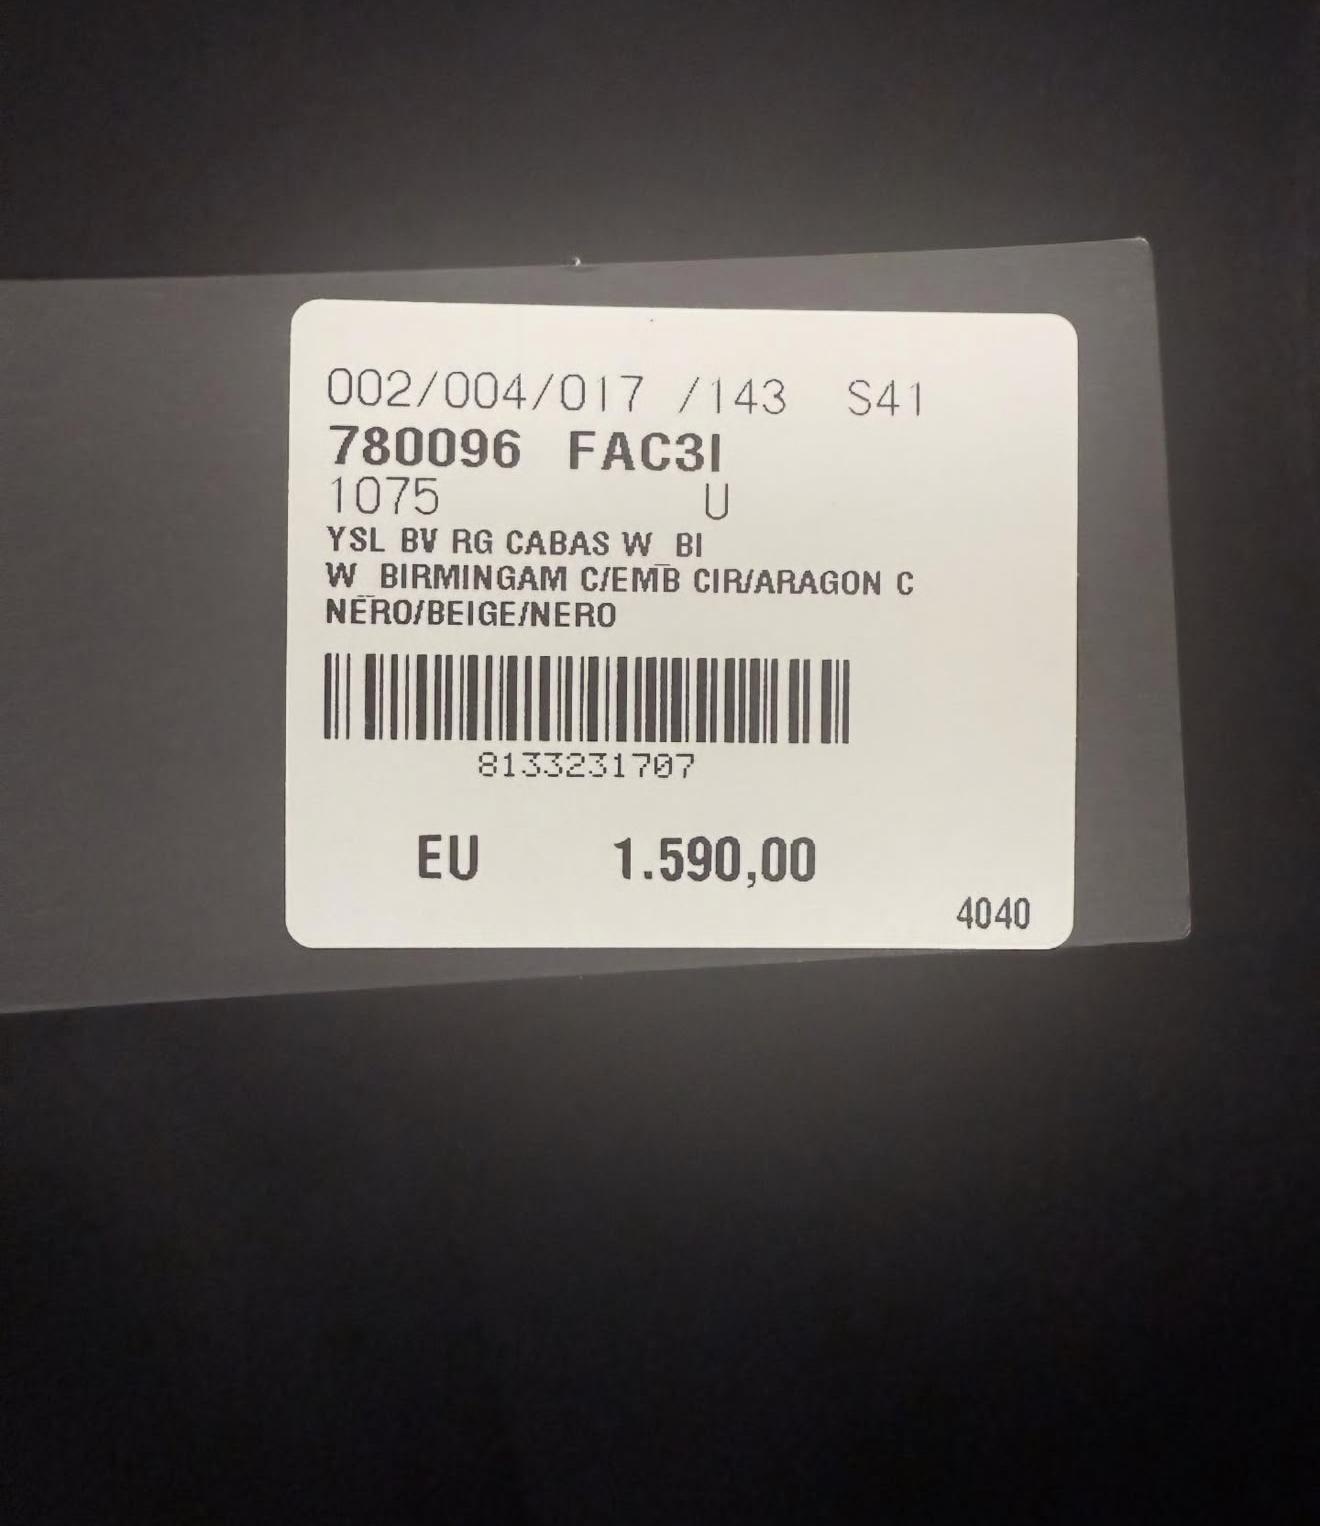 002/004/017 /143 S41
780096 FAC3I
1075 U
YSL BV RG CABAS W_BI
W_BIRMINGAM C/EMB CIR/ARAGON C
NERO/BEIGE/NERO
8133231707
EU 1.590,00
4040